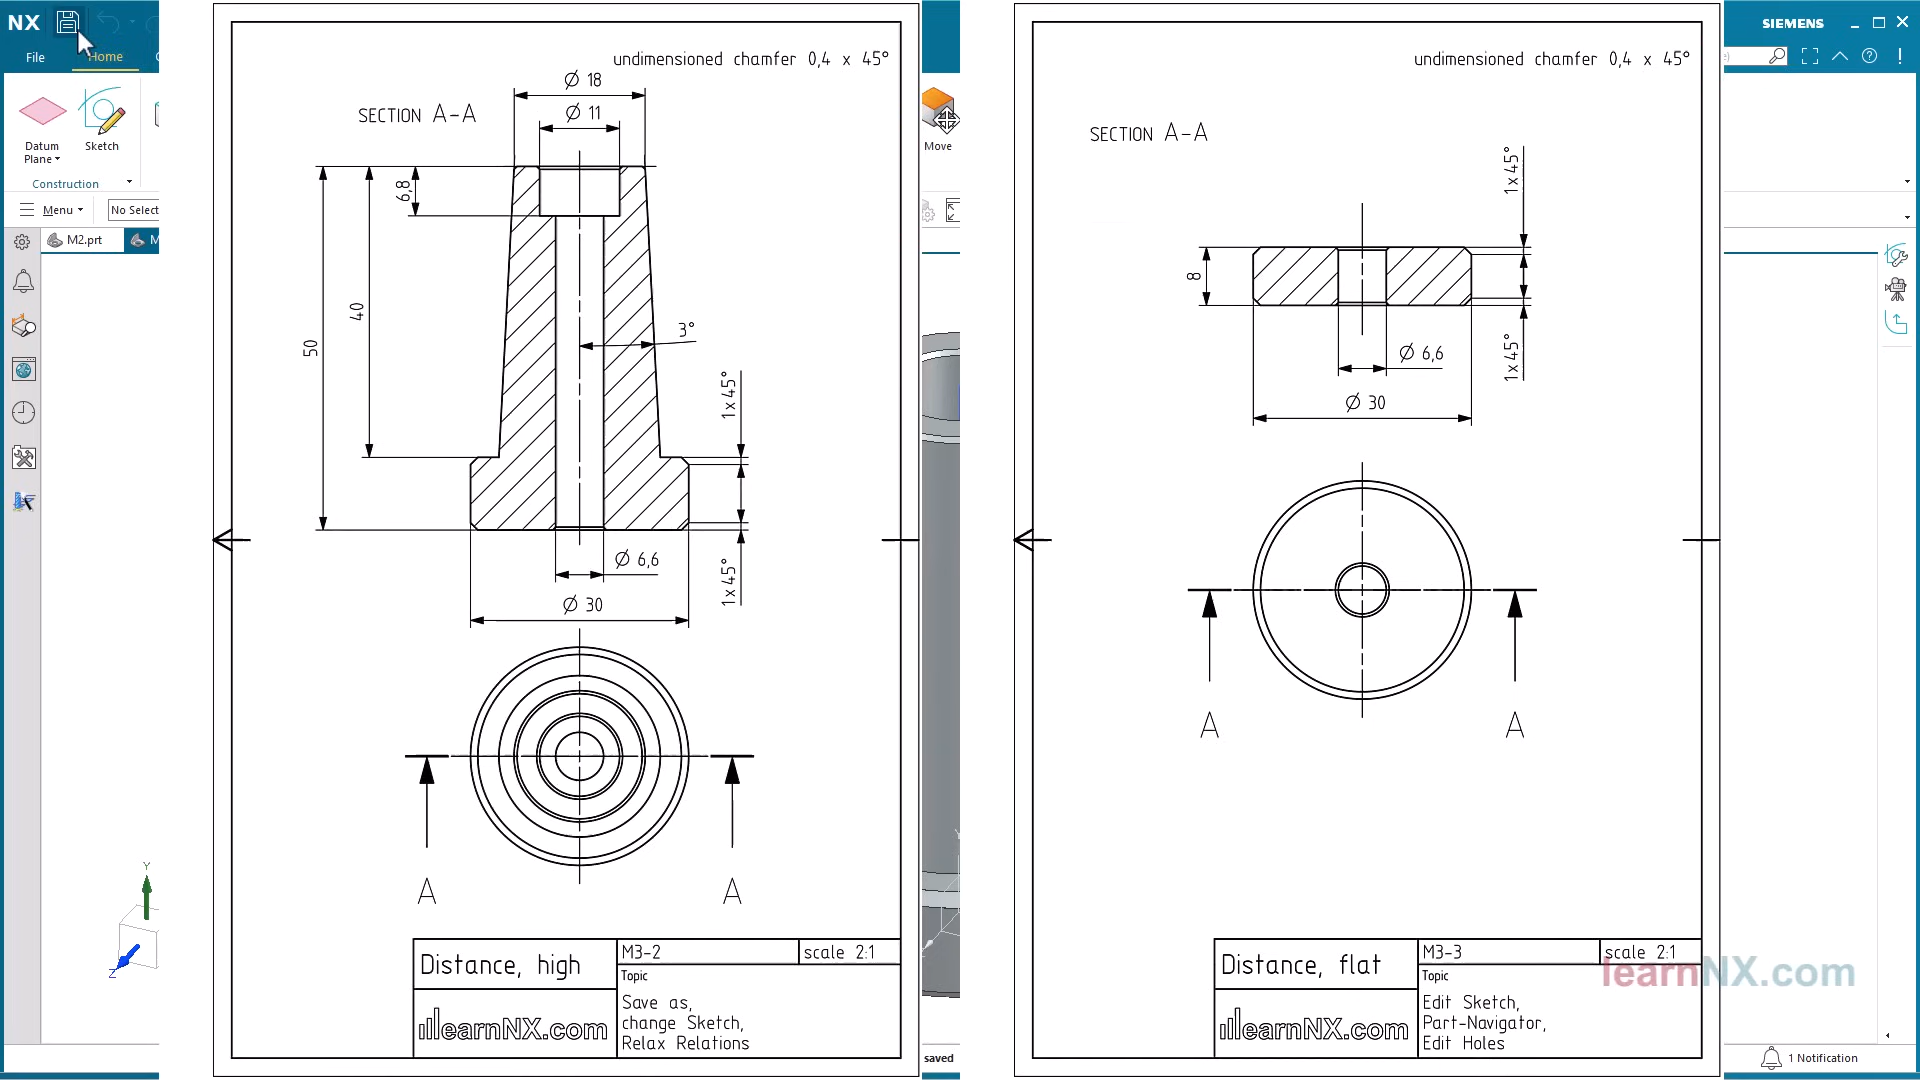 NX
SIEMENS
File
Home
Datum
Plane
Sketch
Move
Construction
Menu
No Select
M2.prt
M
undimensioned chamfer 0,4 x 45°
SECTION A-A
Ø 18
Ø 11
6,8
40
50
3°
1x45°
1x45°
Ø 6,6
Ø 30
A
A
Distance, high
M3-2
scale 2:1
Topic
Save as,
change Sketch,
Relax Relations
learnNX.com
undimensioned chamfer 0,4 x 45°
SECTION A-A
1x45°
8
1x45°
Ø 6,6
Ø 30
A
A
Distance, flat
M3-3
scale 2:1
Topic
Edit Sketch,
Part-Navigator,
Edit Holes
learnNX.com
learnNX.com
Y
Z
saved
1 Notification